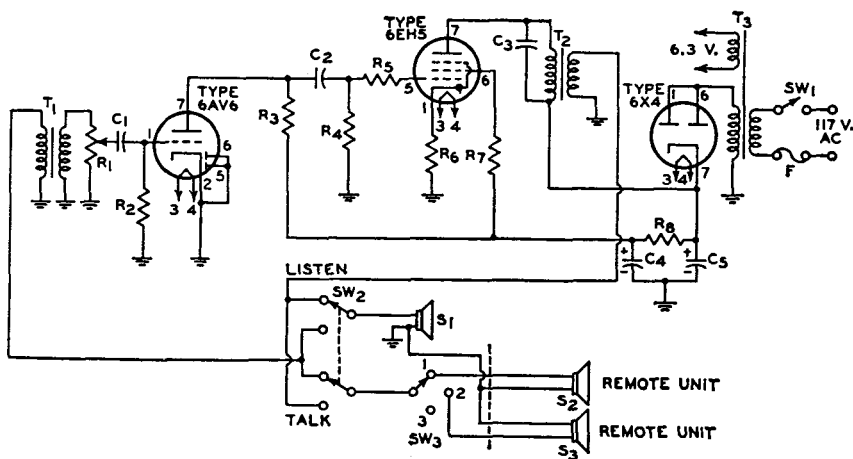 TYPE
6EH5
7
C3
T2
T3
6.3 V.
C2
R5
5
6
1
3 4
TYPE
6AV6
7
T1
C1
1
R1
6
5
2
3 4
R2
R3
R4
R6
R7
TYPE
6X4
1 6
3 4
7
SW1
117 V.
AC
F
R8
+
-
C4
+
-
C5
LISTEN
SW2
S1
1
2
3
SW3
TALK
S2
REMOTE UNIT
S3
REMOTE UNIT